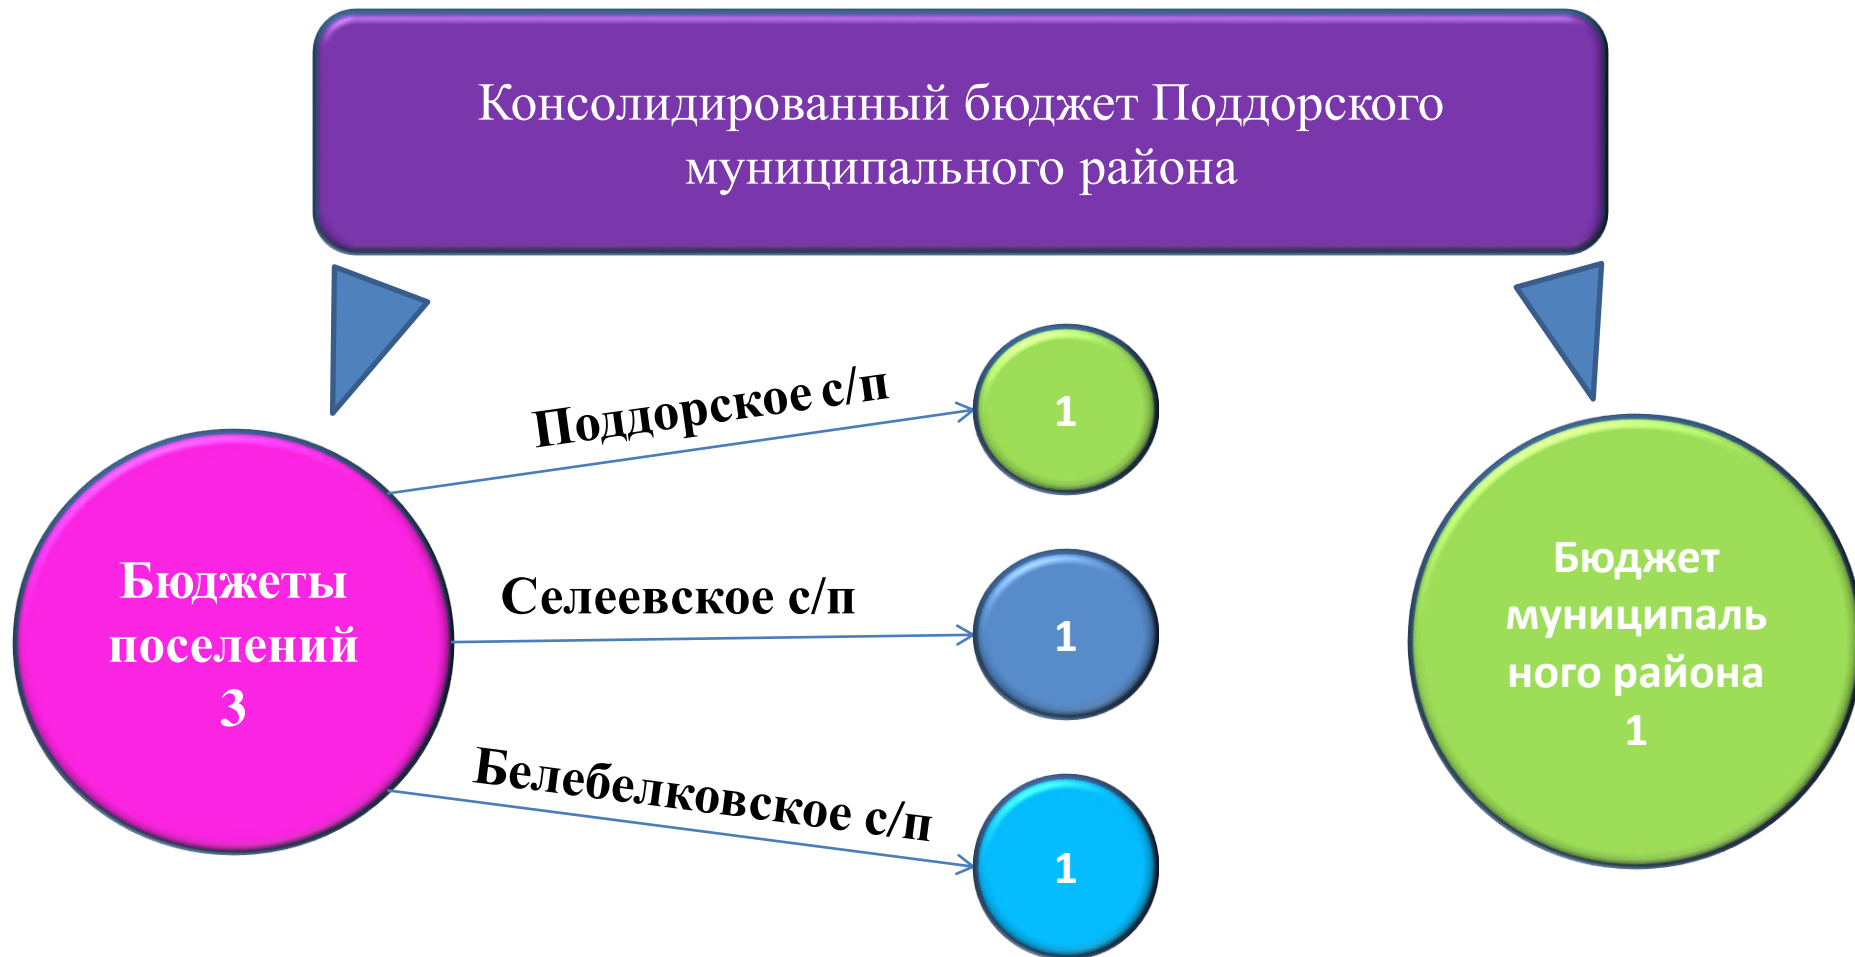 Консолидированный бюджет Поддорского
муниципального района
Поддорское с/п
1
Бюджеты
поселений
3
Селеевское с/п
1
Белебелковское с/п
1
Бюджет
муниципаль
ного района
1